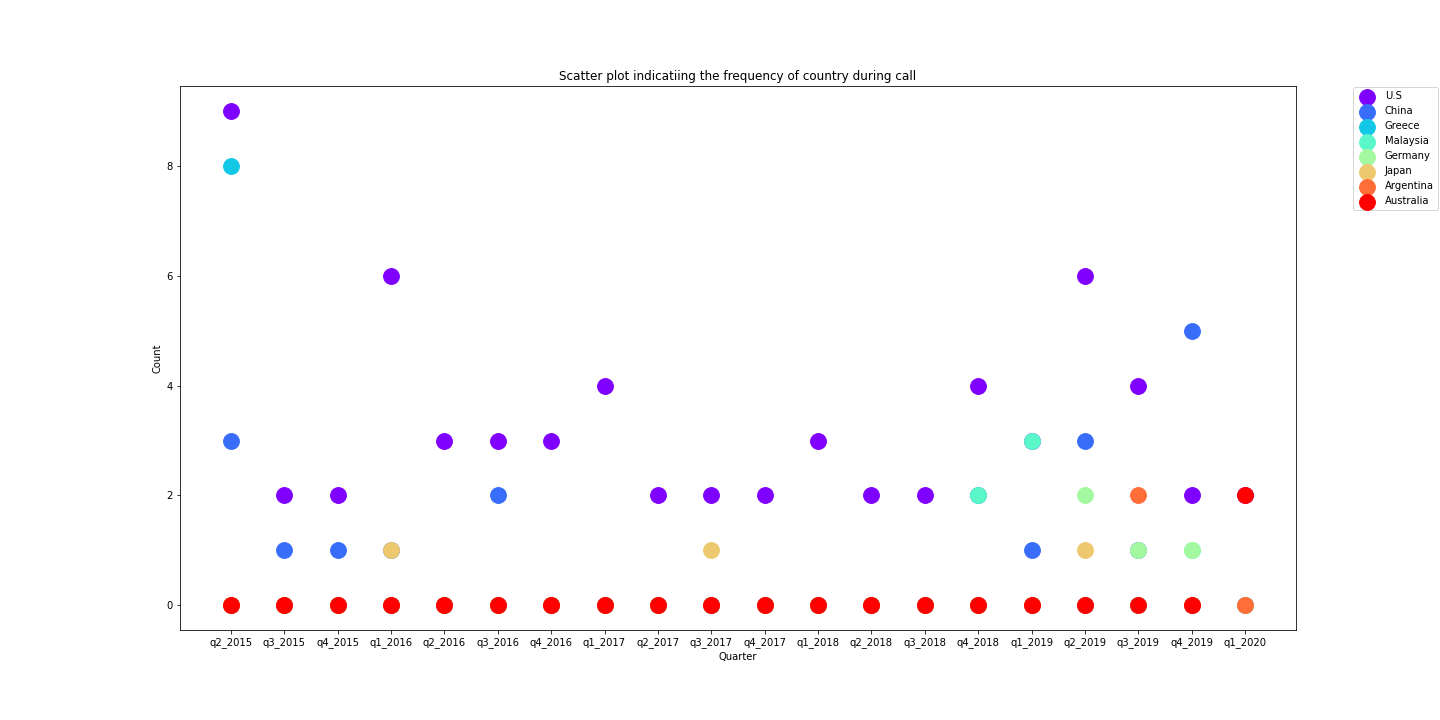 Scatter plot indicatiing the frequency of country during call
U.S
China
Greece
Malaysia
Germany
Japan
Argentina
Australia
Count
8
6
4
2
0
q2_2015 q3_2015 q4_2015 q1_2016 q2_2016 q3_2016 q4_2016 q1_2017 q2_2017 q3_2017 q4_2017 q1_2018 q2_2018 q3_2018 q4_2018 q1_2019 q2_2019 q3_2019 q4_2019 q1_2020
Quarter